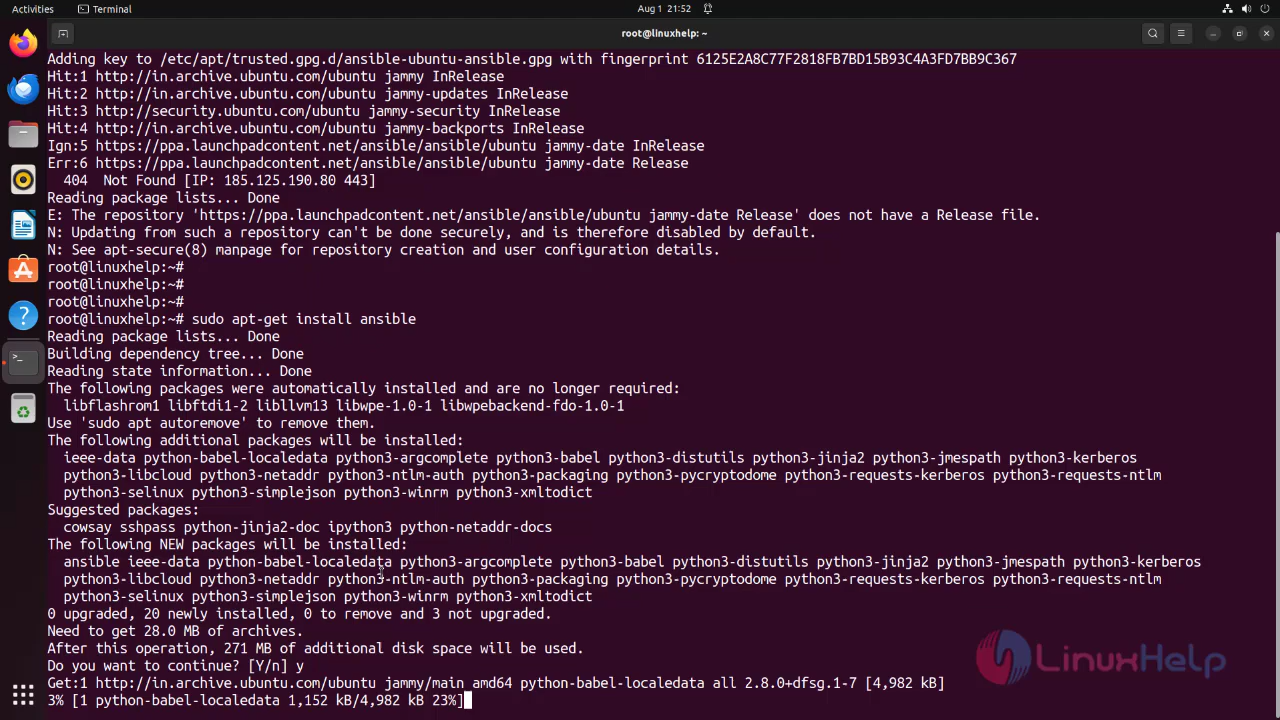 Activities Terminal Aug 1 21:52
root@linuxhelp: ~
Adding key to /etc/apt/trusted.gpg.d/ansible-ubuntu-ansible.gpg with fingerprint 6125E2A8C77F2818FB7BD15B93C4A3FD7BB9C367
Hit:1 http://in.archive.ubuntu.com/ubuntu jammy InRelease
Hit:2 http://in.archive.ubuntu.com/ubuntu jammy-updates InRelease
Hit:3 http://security.ubuntu.com/ubuntu jammy-security InRelease
Hit:4 http://in.archive.ubuntu.com/ubuntu jammy-backports InRelease
Ign:5 https://ppa.launchpadcontent.net/ansible/ansible/ubuntu jammy-date InRelease
Err:6 https://ppa.launchpadcontent.net/ansible/ansible/ubuntu jammy-date Release
  404  Not Found [IP: 185.125.190.80 443]
Reading package lists... Done
E: The repository 'https://ppa.launchpadcontent.net/ansible/ansible/ubuntu jammy-date Release' does not have a Release file.
N: Updating from such a repository can't be done securely, and is therefore disabled by default.
N: See apt-secure(8) manpage for repository creation and user configuration details.
root@linuxhelp:~#
root@linuxhelp:~#
root@linuxhelp:~#
root@linuxhelp:~# sudo apt-get install ansible
Reading package lists... Done
Building dependency tree... Done
Reading state information... Done
The following packages were automatically installed and are no longer required:
  libflashrom1 libftdi1-2 libllvm13 libwpe-1.0-1 libwpebackend-fdo-1.0-1
Use 'sudo apt autoremove' to remove them.
The following additional packages will be installed:
  ieee-data python-babel-localedata python3-argcomplete python3-babel python3-distutils python3-jinja2 python3-jmespath python3-kerberos
  python3-libcloud python3-netaddr python3-ntlm-auth python3-packaging python3-pycryptodome python3-requests-kerberos python3-requests-ntlm
  python3-selinux python3-simplejson python3-winrm python3-xmltodict
Suggested packages:
  cowsay sshpass python-jinja2-doc ipython3 python-netaddr-docs
The following NEW packages will be installed:
  ansible ieee-data python-babel-localedata python3-argcomplete python3-babel python3-distutils python3-jinja2 python3-jmespath python3-kerberos
  python3-libcloud python3-netaddr python3-ntlm-auth python3-packaging python3-pycryptodome python3-requests-kerberos python3-requests-ntlm
  python3-selinux python3-simplejson python3-winrm python3-xmltodict
0 upgraded, 20 newly installed, 0 to remove and 3 not upgraded.
Need to get 28.0 MB of archives.
After this operation, 271 MB of additional disk space will be used.
Do you want to continue? [Y/n] y
Get:1 http://in.archive.ubuntu.com/ubuntu jammy/main amd64 python-babel-localedata all 2.8.0+dfsg.1-7 [4,982 kB]
3% [1 python-babel-localedata 1,152 kB/4,982 kB 23%]
LinuxHelp